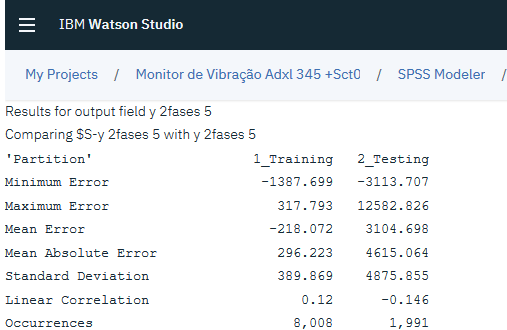 IBM Watson Studio
My Projects / Monitor de Vibração Adxl 345 +Sct0 / SPSS Modeler /
Results for output field y 2fases 5
Comparing $S-y 2fases 5 with y 2fases 5
'Partition' 1_Training 2_Testing
Minimum Error -1387.699 -3113.707
Maximum Error 317.793 12582.826
Mean Error -218.072 3104.698
Mean Absolute Error 296.223 4615.064
Standard Deviation 389.869 4875.855
Linear Correlation 0.12 -0.146
Occurrences 8,008 1,991